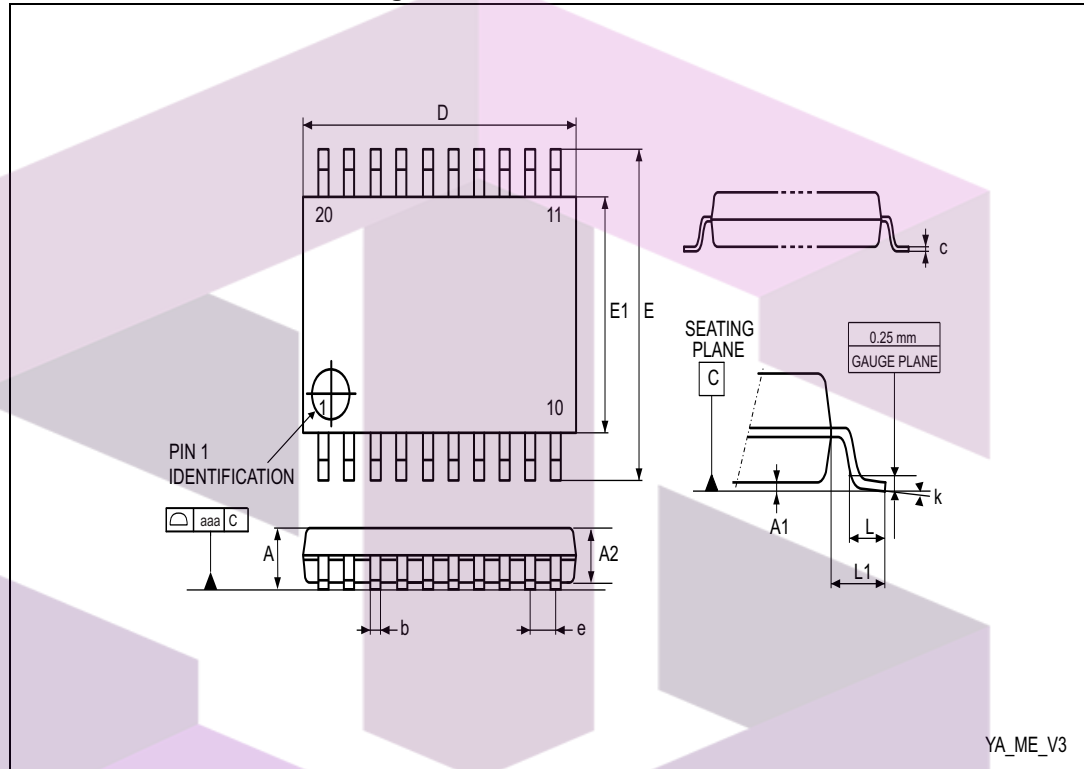 D
20
11
c
E1
E
SEATING
PLANE
0.25 mm
GAUGE PLANE
C
1
10
PIN 1
IDENTIFICATION
k
aaa C
A
A2
A1
L
L1
b
e
YA_ME_V3